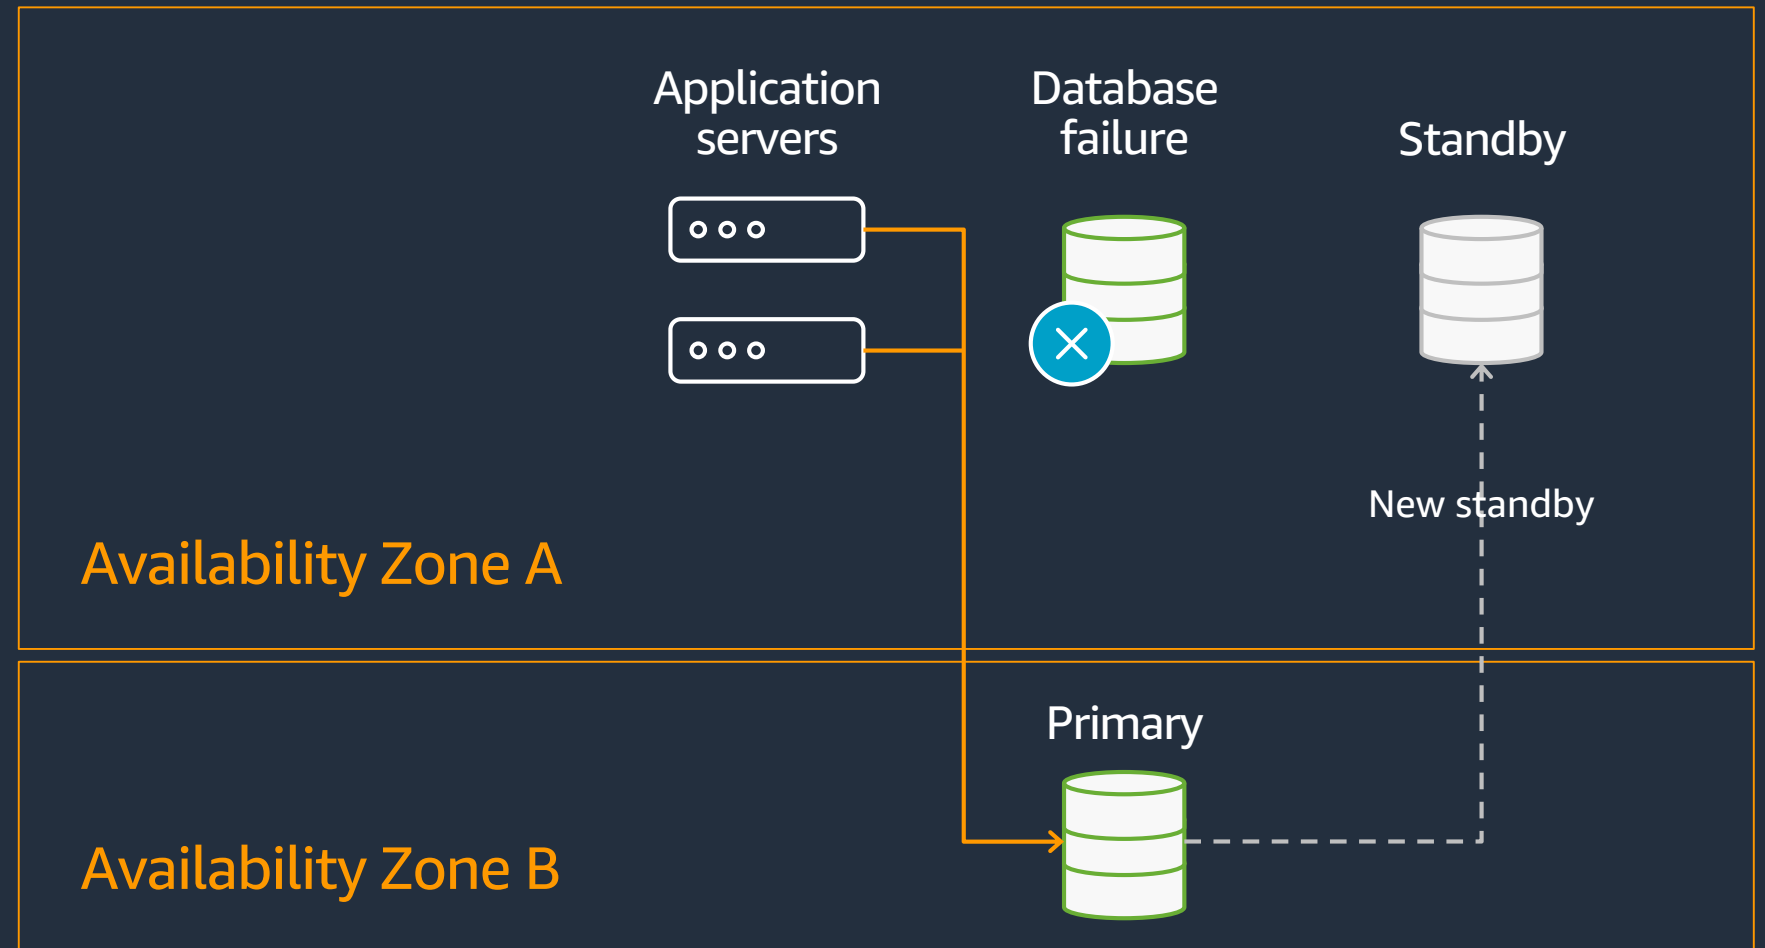 Application
servers
Database
failure
Standby
New standby
Availability Zone A
Primary
Availability Zone B